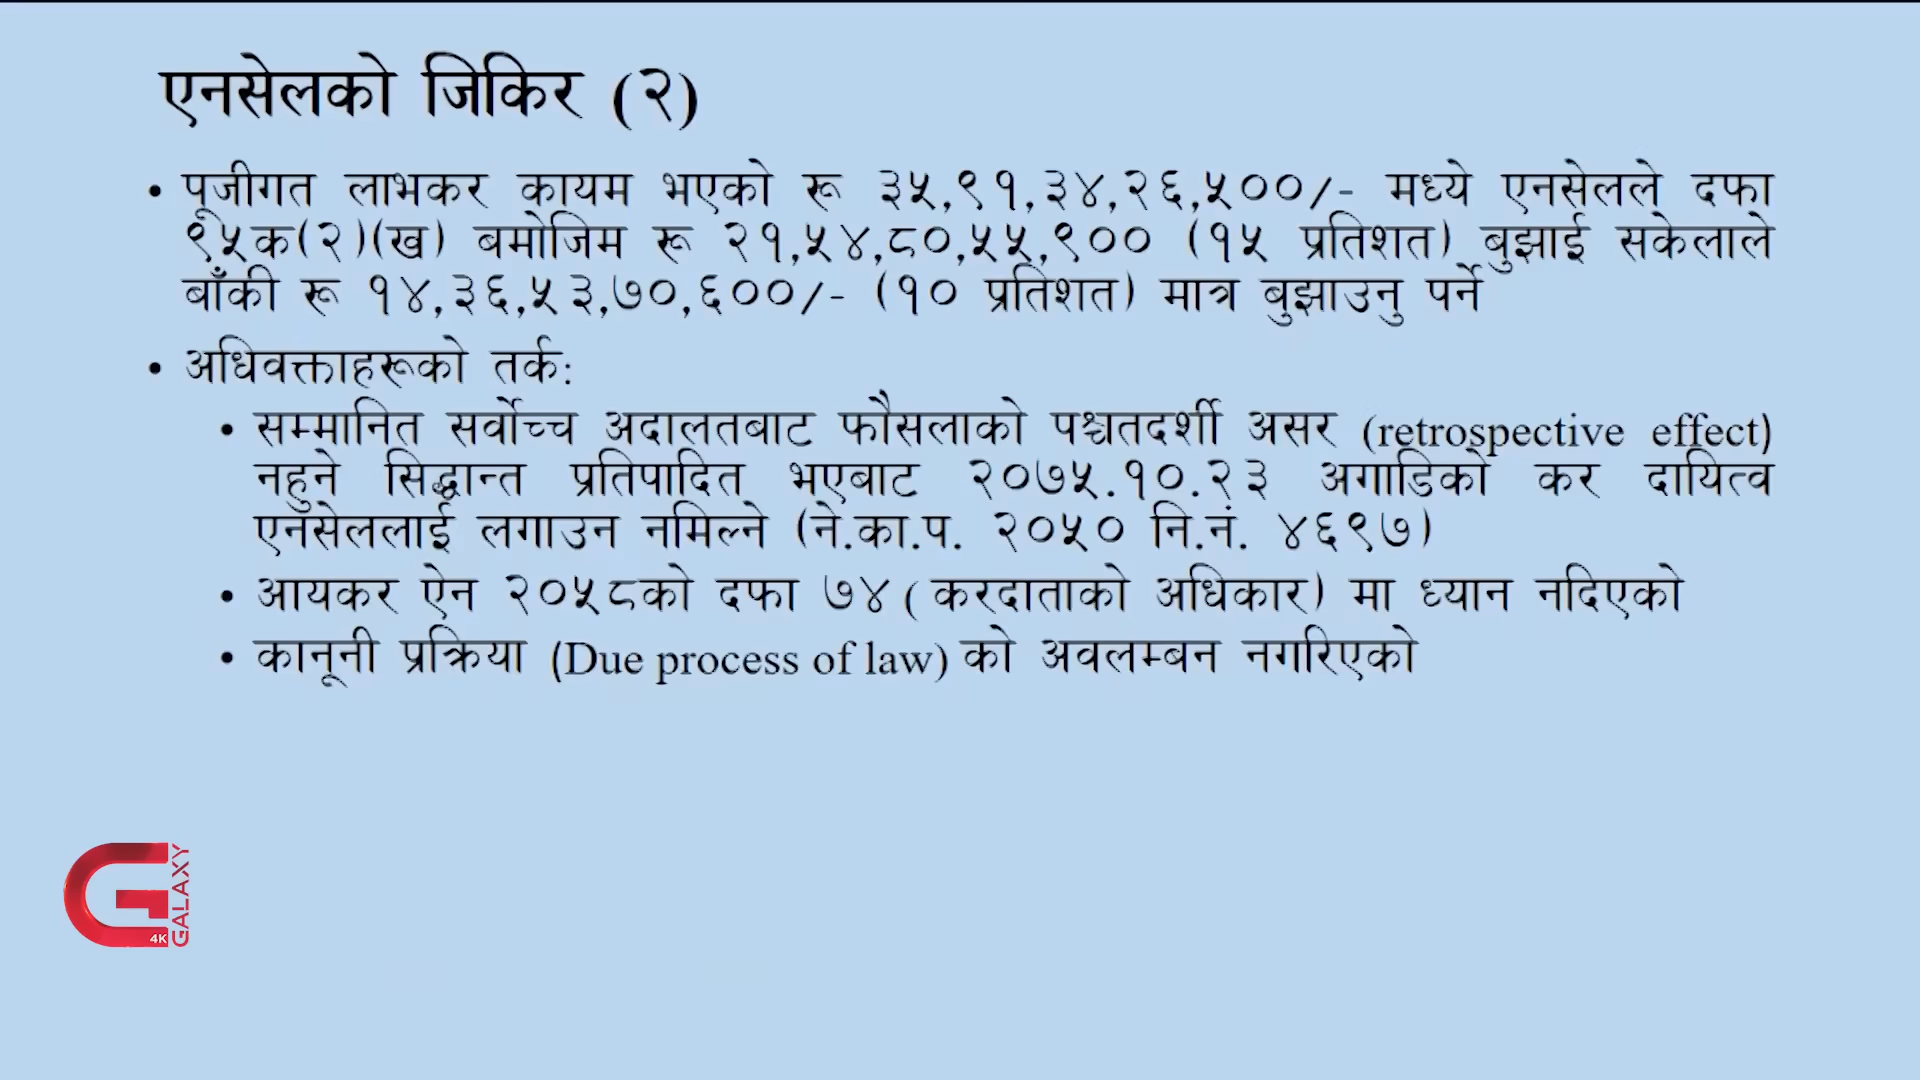 एनसेलको जिकिर (२)
• पूजीगत लाभकर कायम भएको रू ३५,९१,३४,२६,५००/- मध्ये एनसेलले दफा
९५क(२)(ख) बमोजिम रू २१,५४,८०,५५,९०० (१५ प्रतिशत) बुझाई सकेलाले
बाँकी रू १४,३६,५३,७०,६००/- (१० प्रतिशत) मात्र बुझाउनु पर्ने
• अधिवक्ताहरूको तर्क:
• सम्मानित सर्वोच्च अदालतबाट फौसलाको पश्चतदर्शी असर (retrospective effect)
नहुने सिद्धान्त प्रतिपादित भएबाट २०७५.१०.२३ अगाडिको कर दायित्व
एनसेललाई लगाउन नमिल्ने (ने.का.प. २०५० नि.नं. ४६९७)
• आयकर ऐन २०५८को दफा ७४ ( करदाताको अधिकार) मा ध्यान नदिएको
• कानूनी प्रक्रिया (Due process of law) को अवलम्बन नगरिएको
4K GALAXY